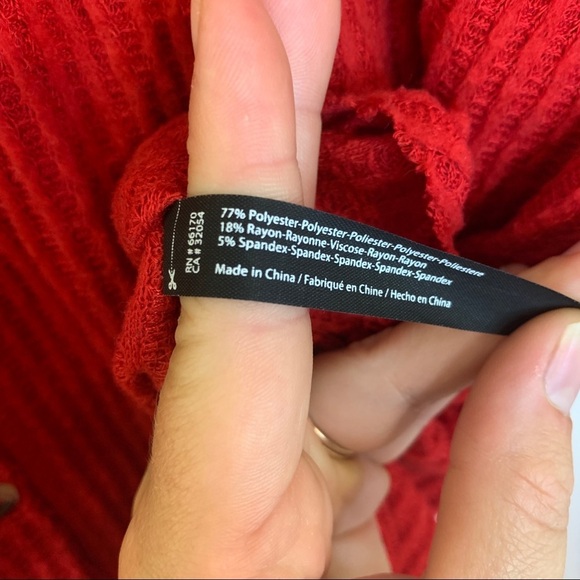 77% Polyester-Polyester-Poliester-Polyester-Poliestere
18% Rayon-Rayonne-Viscose-Rayon-Rayon
5% Spandex-Spandex-Spandex-Spandex-Spandex
Made in China / Fabriqué en Chine / Hecho en China
RN # 66170
CA # 32054